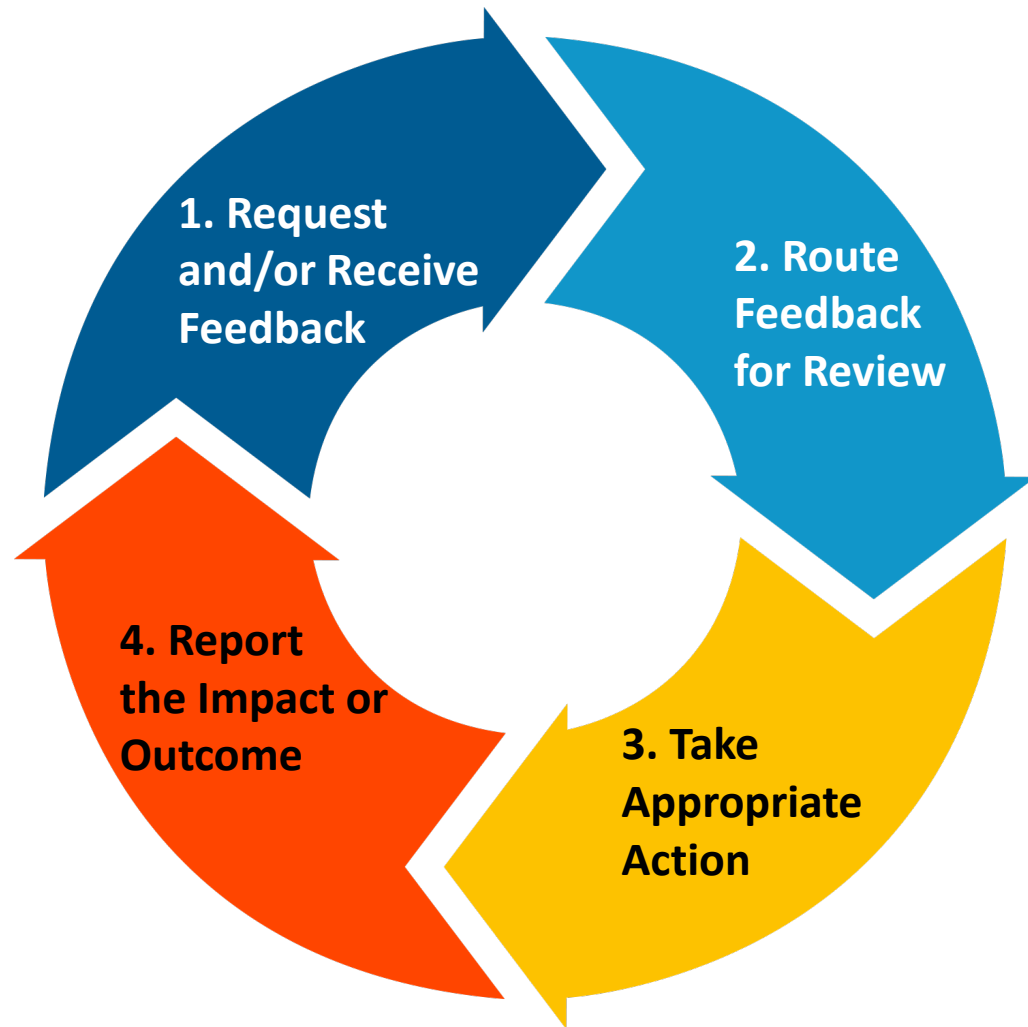 1. Request
and/or Receive
Feedback
2. Route
Feedback
for Review
3. Take
Appropriate
Action
4. Report
the Impact or
Outcome